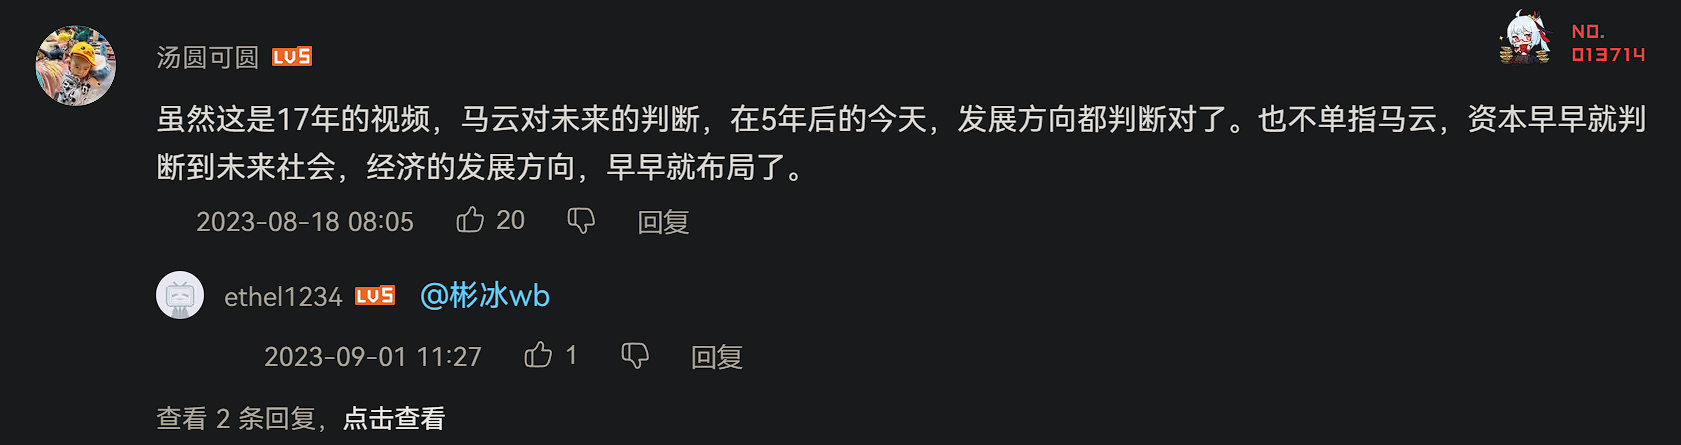 汤圆可圆 LV5
NO.
013714
虽然这是17年的视频，马云对未来的判断，在5年后的今天，发展方向都判断对了。也不单指马云，资本早早就判
断到未来社会，经济的发展方向，早早就布局了。
2023-08-18 08:05 20 回复
ethel1234 LV5 @彬冰wb
2023-09-01 11:27 1 回复
查看 2 条回复，点击查看